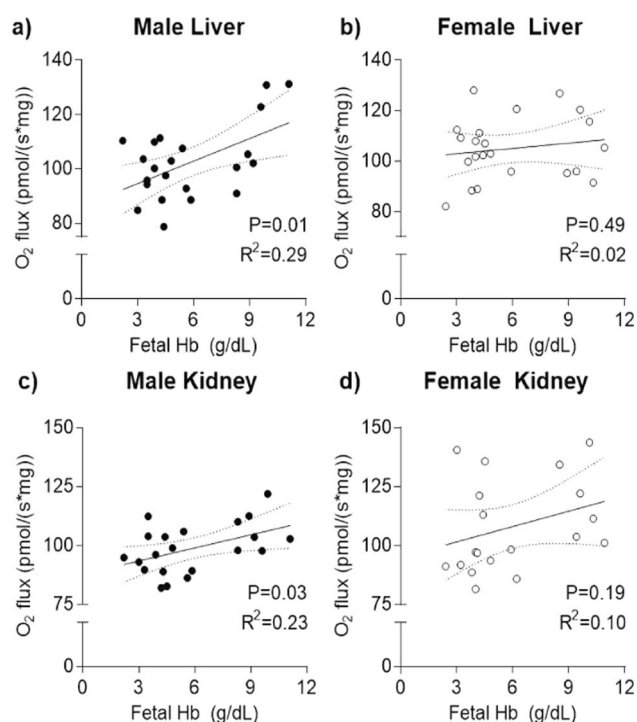 a) Male Liver
O2 flux (pmol/(s*mg))
140
120
100
80
0
P=0.01
R²=0.29
0 3 6 9 12
Fetal Hb (g/dL)
b) Female Liver
O2 flux (pmol/(s*mg))
140
120
100
80
0
P=0.49
R²=0.02
0 3 6 9 12
Fetal Hb (g/dL)
c) Male Kidney
O2 flux (pmol/(s*mg))
150
125
100
75
0
P=0.03
R²=0.23
0 3 6 9 12
Fetal Hb (g/dL)
d) Female Kidney
O2 flux (pmol/(s*mg))
150
125
100
75
0
P=0.19
R²=0.10
0 3 6 9 12
Fetal Hb (g/dL)